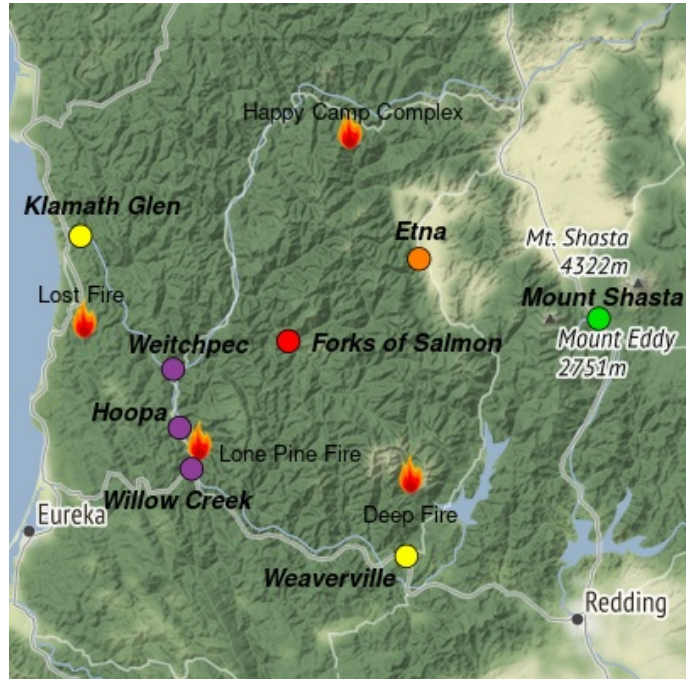 Happy Camp Complex
Klamath Glen
Etna
Mt. Shasta
4322m
Lost Fire
Mount Shasta
Weitchpec
Forks of Salmon
Mount Eddy
2751m
Hoopa
Lone Pine Fire
Willow Creek
Eureka
Deep Fire
Weaverville
Redding